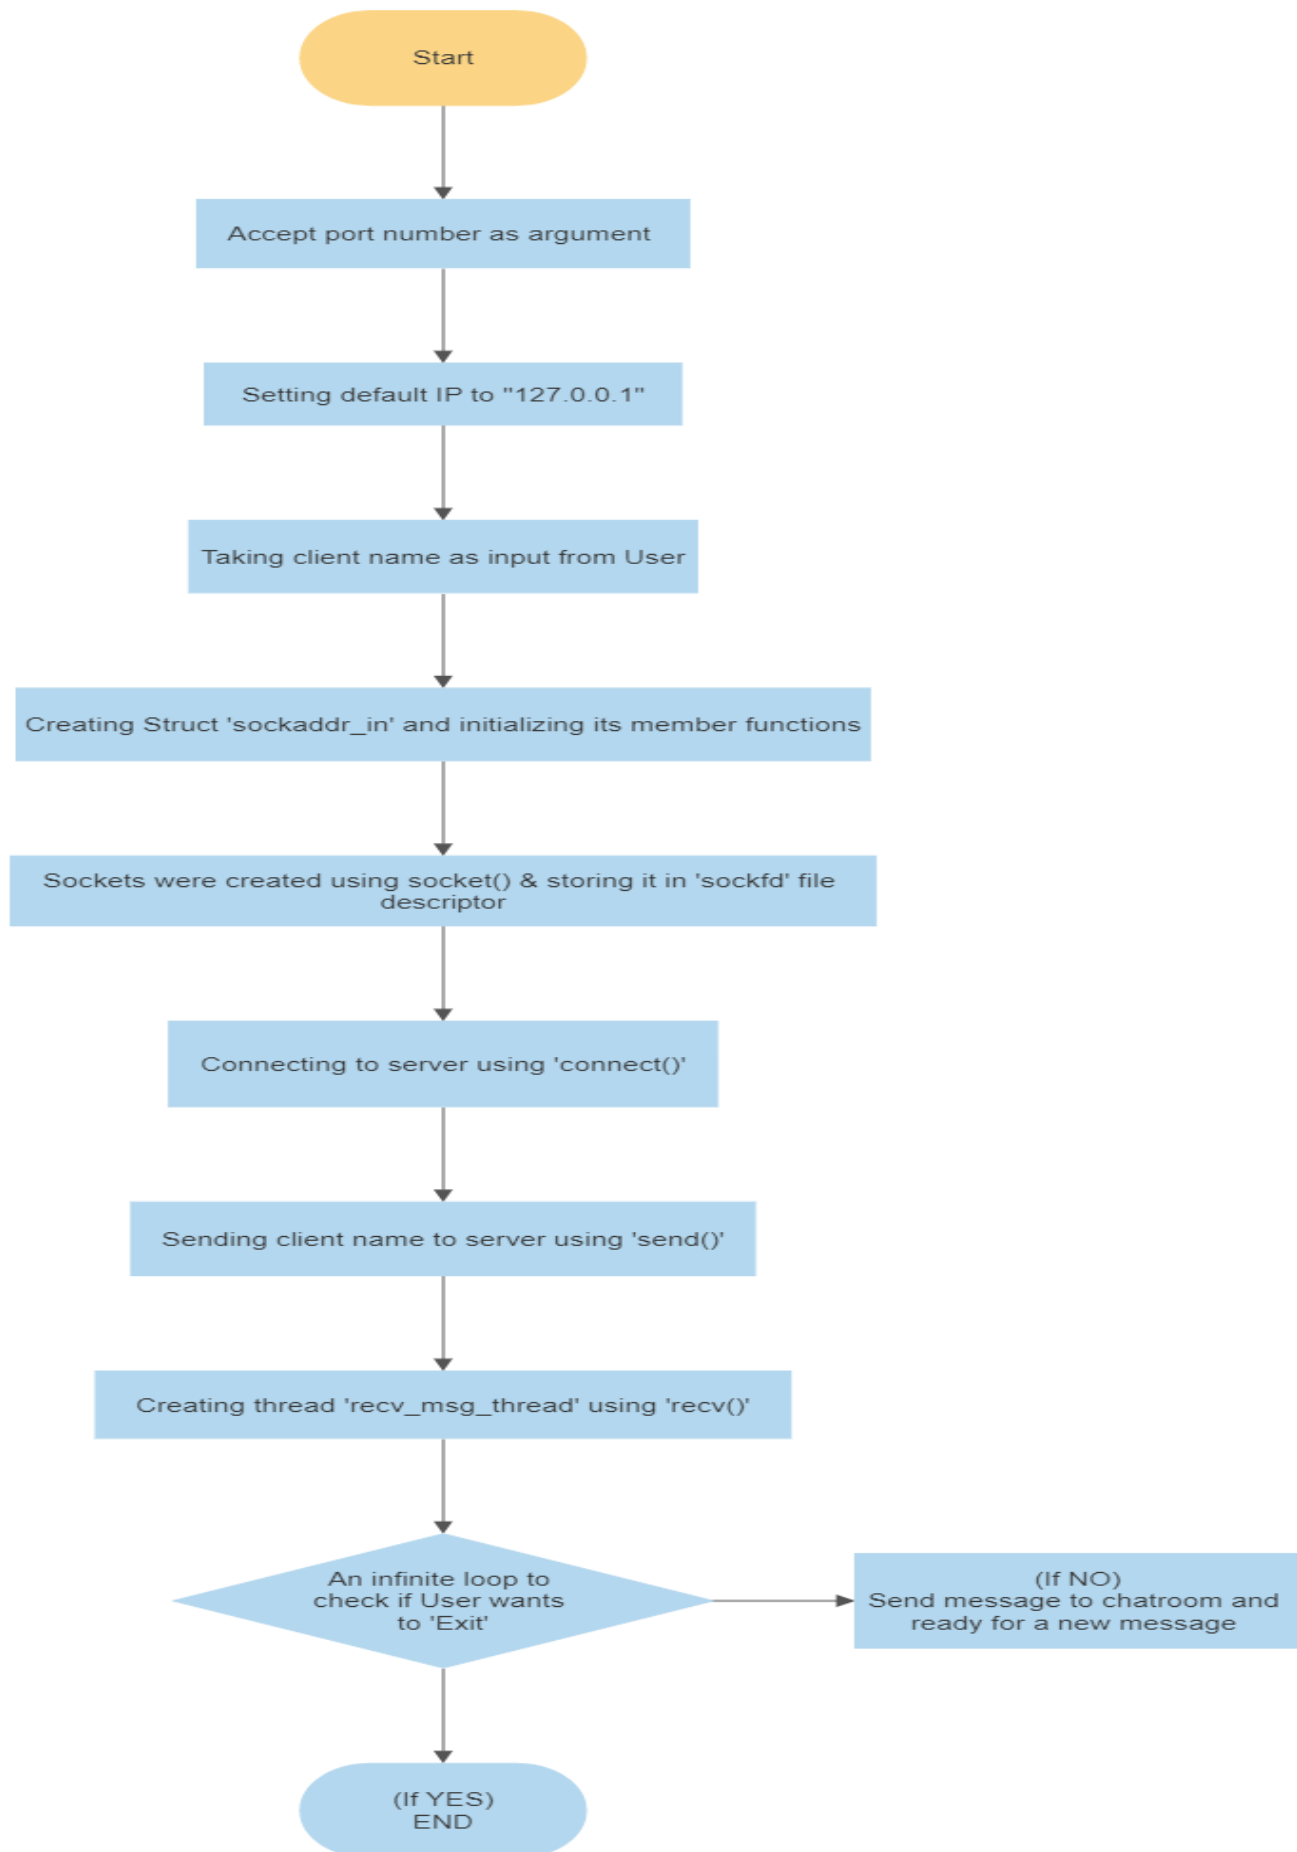 Start
Accept port number as argument
Setting default IP to "127.0.0.1"
Taking client name as input from User
Creating Struct 'sockaddr_in' and initializing its member functions
Sockets were created using socket() & storing it in 'sockfd' file
descriptor
Connecting to server using 'connect()'
Sending client name to server using 'send()'
Creating thread 'recv_msg_thread' using 'recv()'
An infinite loop to
check if User wants
to 'Exit'
(If NO)
Send message to chatroom and
ready for a new message
(If YES)
END